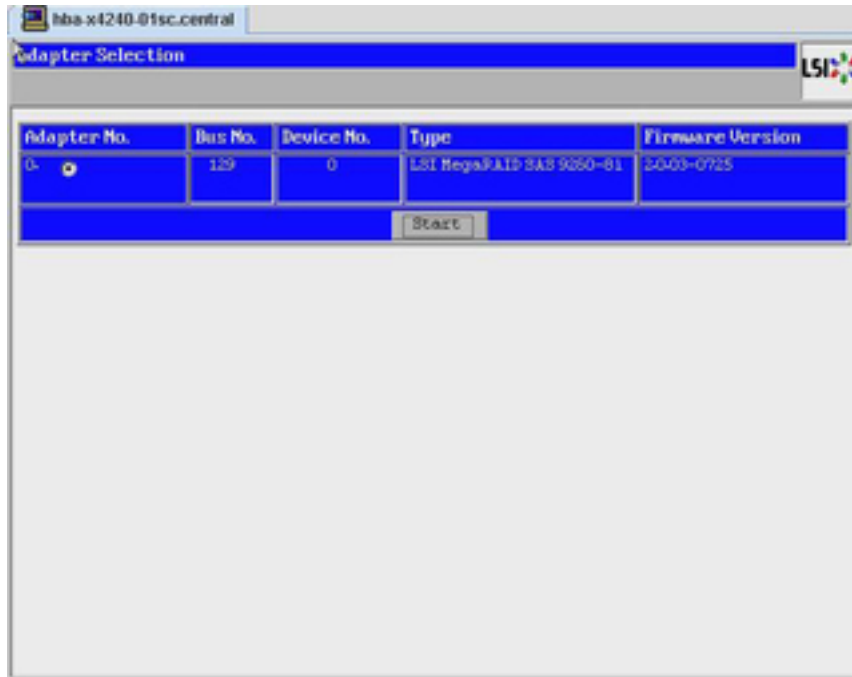 hba-x4240-01sc.central
Adapter Selection
LSI
Adapter No. Bus No. Device No. Type Firmware Version
0- 129 0 LSI MegaRAID SAS 9260-8i 2.0.03-0725
Start